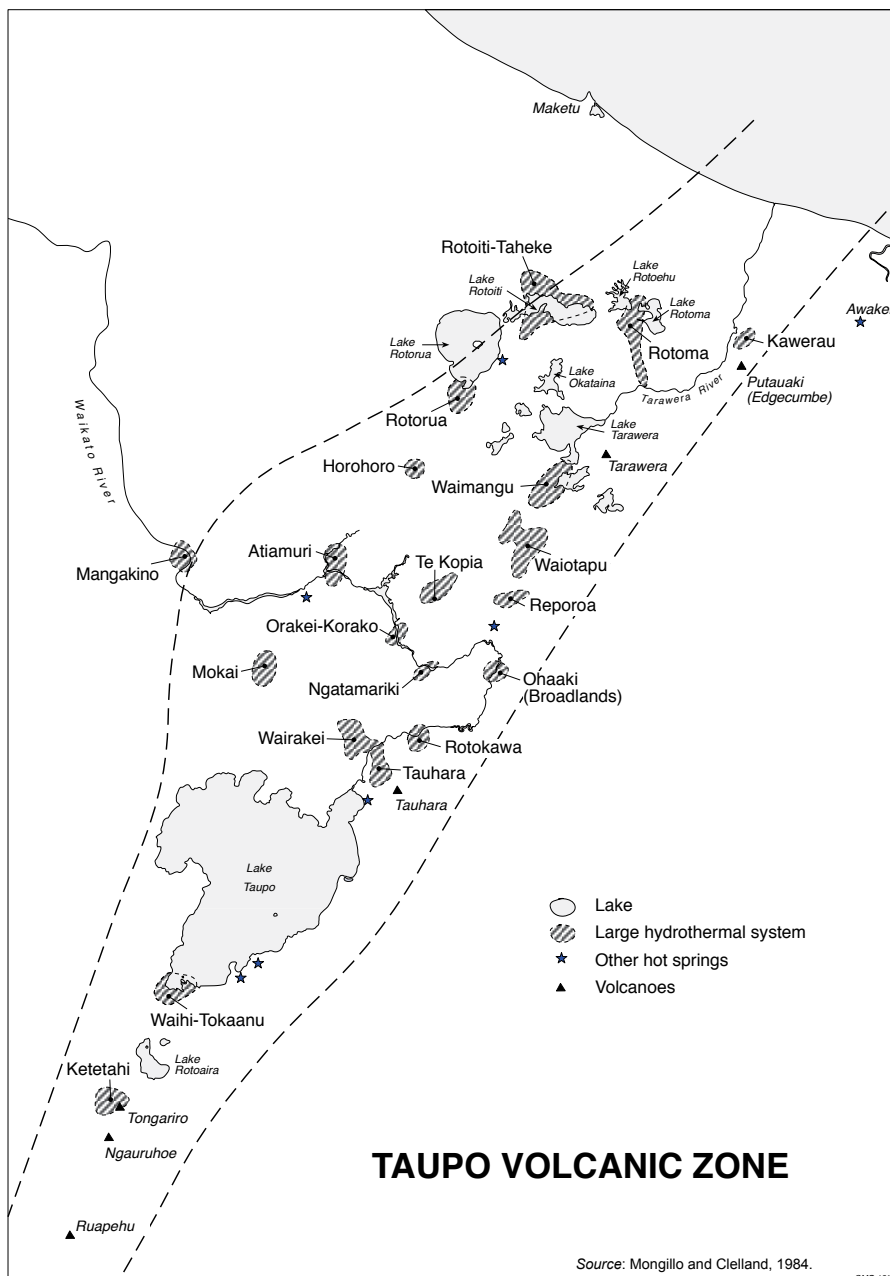 Maketu
Rotoiti-Taheke
Lake
Rotoiti
Lake
Rotoehu
Lake
Rotoma
Lake
Rotorua
Rotoma
Kawerau
Putauaki
(Edgecumbe)
Lake
Okataina
Tarawera River
Rotorua
Lake
Tarawera
Tarawera
Waikato River
Horohoro
Waimangu
Mangakino
Atiamuri
Te Kopia
Waiotapu
Reporoa
Orakei-Korako
Mokai
Ngatamariki
Ohaaki
(Broadlands)
Wairakei
Rotokawa
Tauhara
Tauhara
Lake
Taupo
Lake
Large hydrothermal system
Other hot springs
Volcanoes
Waihi-Tokaanu
Lake
Rotoaira
Ketetahi
Tongariro
Ngauruhoe
TAUPO VOLCANIC ZONE
Ruapehu
Source: Mongillo and Clelland, 1984.